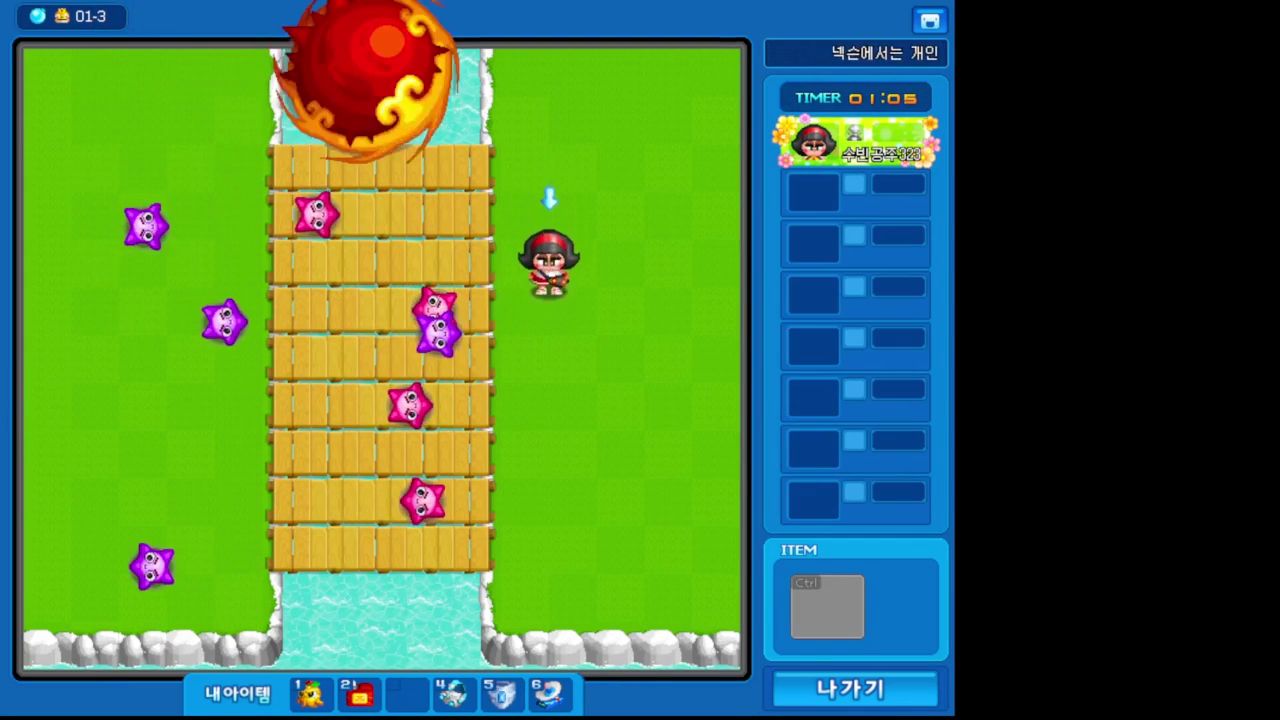 01-3
넥슨에서는 개인
TIMER 01:05
수빈공주323
ITEM
Ctrl
내 아이템
1
2
4
5
6
나가기